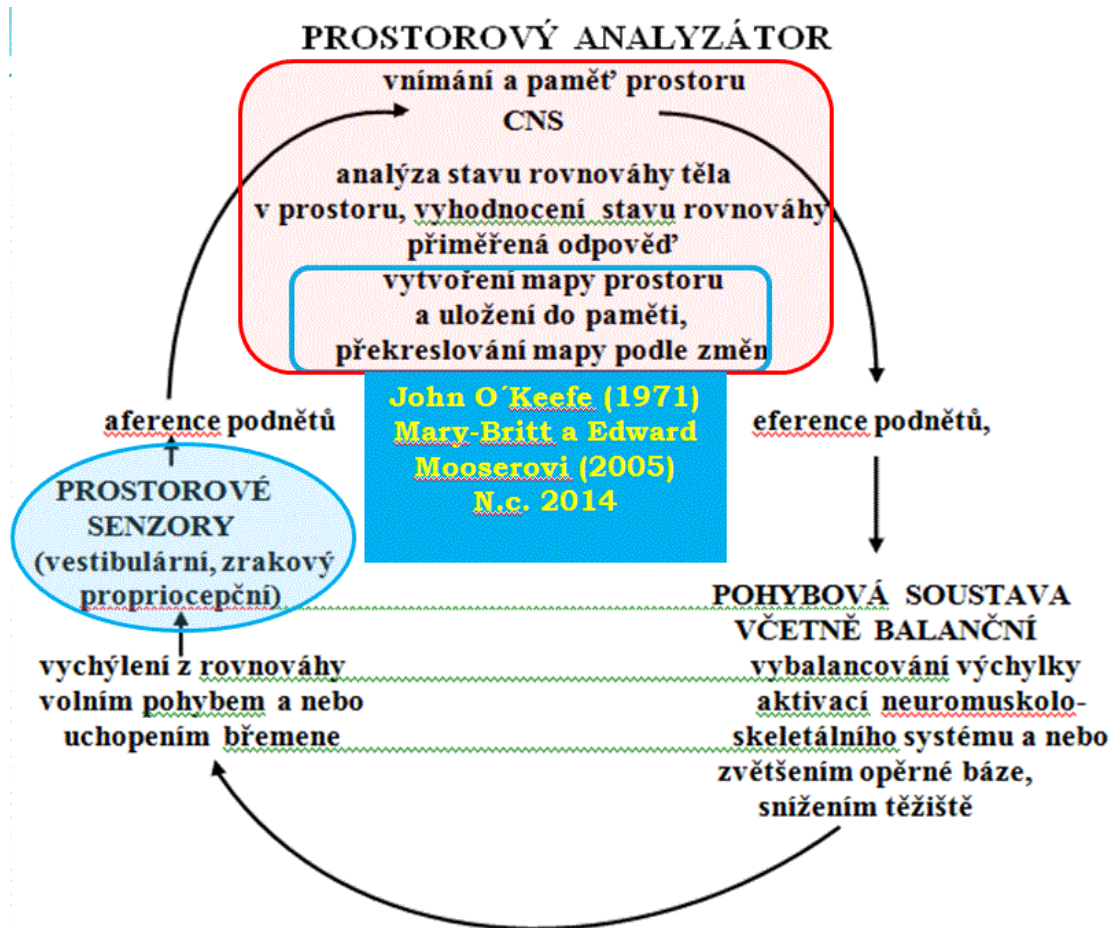 PROSTOROVÝ ANALYZÁTOR
vnímání a paměť prostoru
CNS
analýza stavu rovnováhy těla
v prostoru, vyhodnocení stavu rovnováhy,
přiměřená odpověď
vytvoření mapy prostoru
a uložení do paměti,
překreslování mapy podle změn
John O´Keefe (1971)
Mary-Britt a Edward
Mooserovi (2005)
N.c. 2014
aference podnětů
PROSTOROVÉ
SENZORY
(vestibulární, zrakový
propriocepční)
vychýlení z rovnováhy
volním pohybem a nebo
uchopením břemene
eference podnětů,
POHYBOVÁ SOUSTAVA
VČETNĚ BALANČNÍ
vybalancování výchylky
aktivací neuromuskolo-
skeletálního systému a nebo
zvětšením opěrné báze,
snížením těžiště